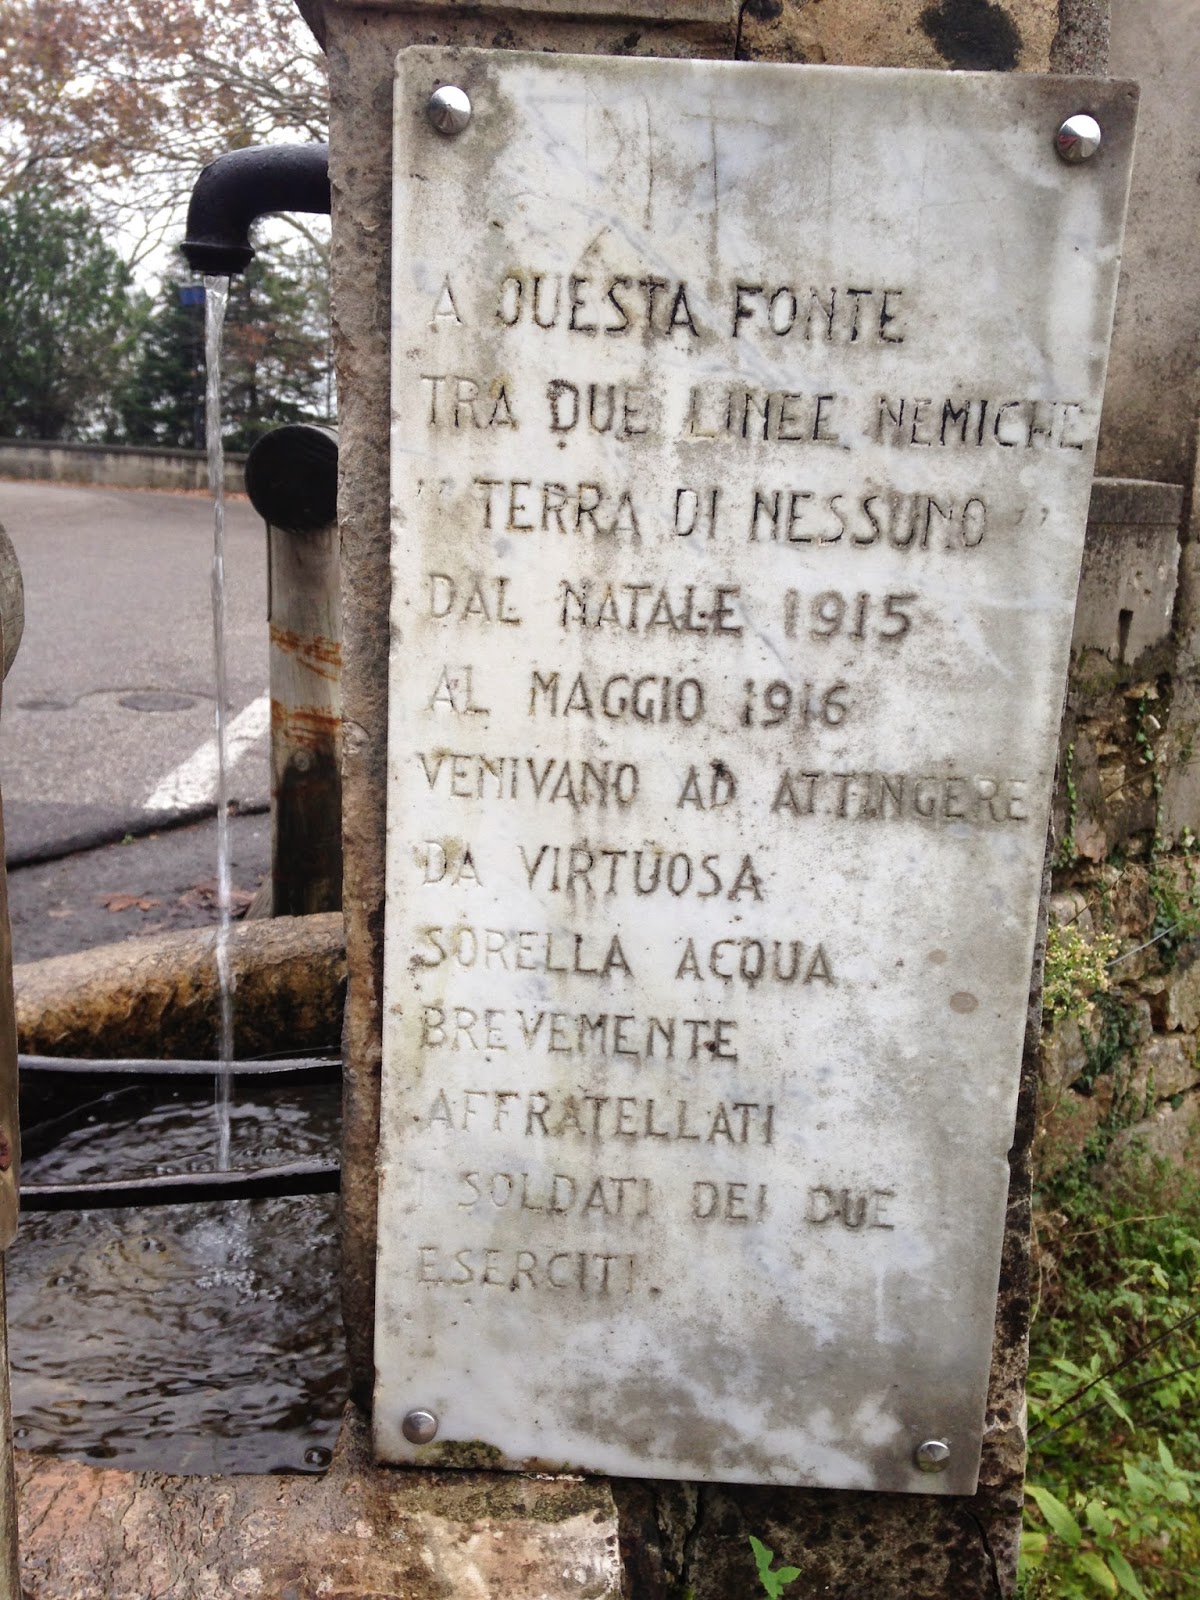 A QUESTA FONTE
TRA DUE LINEE NEMICHE
" TERRA DI NESSUNO "
DAL NATALE 1915
AL MAGGIO 1916
VENIVANO AD ATTINGERE
DA VIRTUOSA
SORELLA ACQUA
BREVEMENTE
AFFRATELLATI
I SOLDATI DEI DUE
ESERCITI.